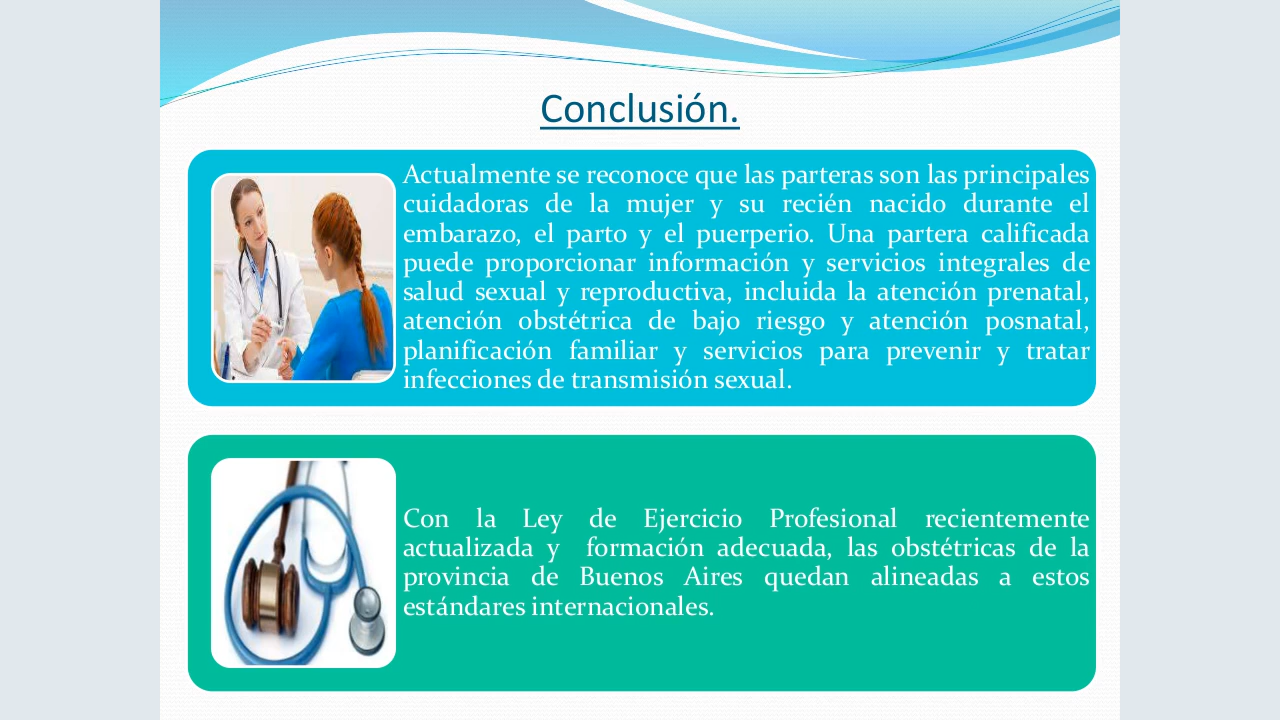 Conclusión.
Actualmente se reconoce que las parteras son las principales
cuidadoras de la mujer y su recién nacido durante el
embarazo, el parto y el puerperio. Una partera calificada
puede proporcionar información y servicios integrales de
salud sexual y reproductiva, incluida la atención prenatal,
atención obstétrica de bajo riesgo y atención posnatal,
planificación familiar y servicios para prevenir y tratar
infecciones de transmisión sexual.
Con la Ley de Ejercicio Profesional recientemente
actualizada y formación adecuada, las obstétricas de la
provincia de Buenos Aires quedan alineadas a estos
estándares internacionales.